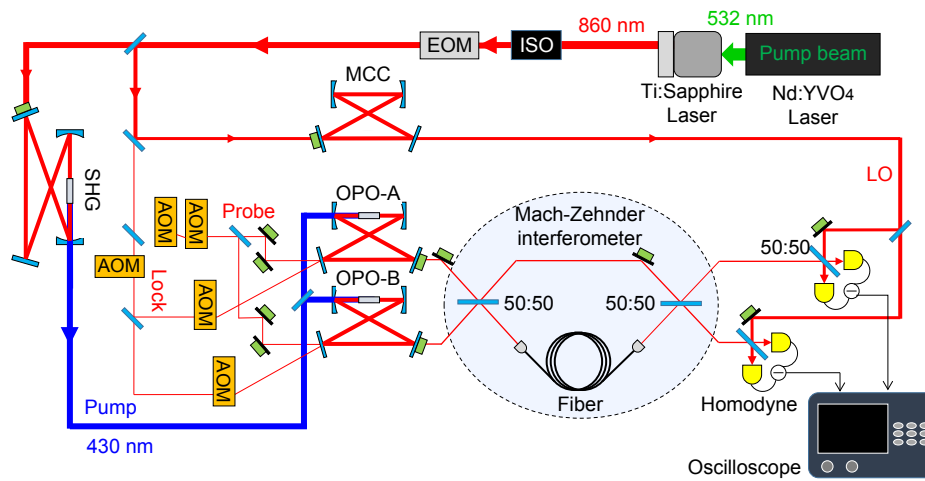 532 nm
860 nm
EOM
ISO
Pump beam
Ti:Sapphire
Laser
Nd:YVO4
Laser
MCC
SHG
LO
OPO-A
AOM
AOM
Probe
Mach-Zehnder
interferometer
50:50
AOM
Lock
OPO-B
AOM
50:50
50:50
AOM
Pump
430 nm
Fiber
Homodyne
Oscilloscope